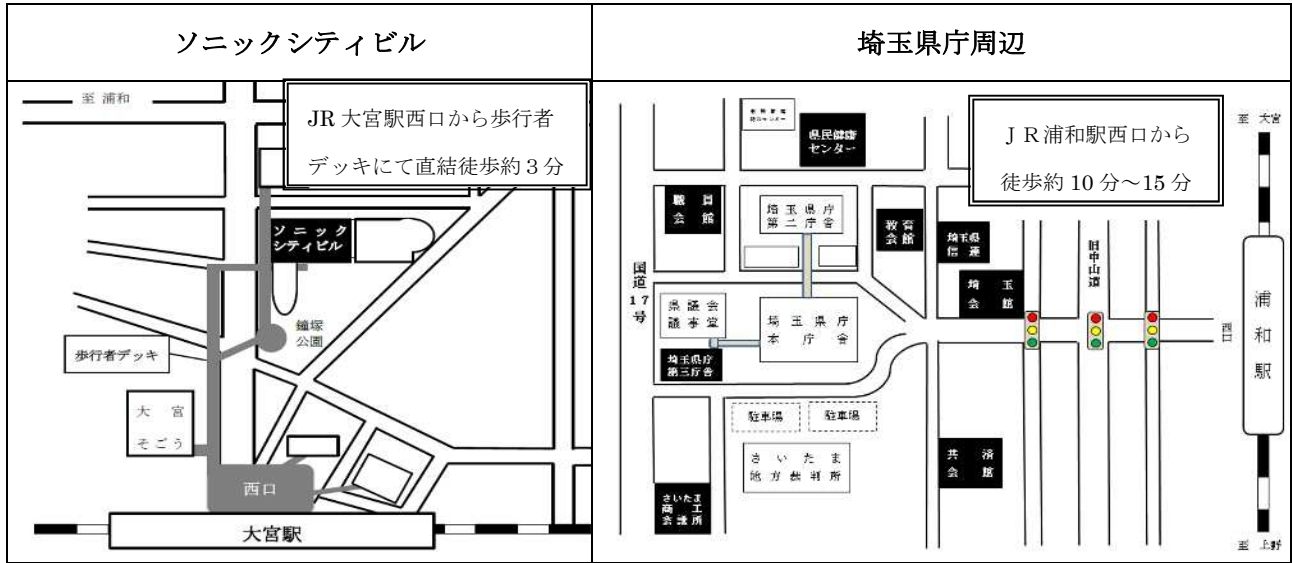 ソニックシティビル
至 浦和
JR 大宮駅西口から歩行者
デッキにて直結徒歩約3分
ソニック
シティビル
鐘塚
公園
歩行者デッキ
大宮
そごう
西口
大宮駅
埼玉県庁周辺
JR浦和駅西口から
徒歩約 10 分～15 分
至 大宮
県民健康
センター
職員
会館
埼玉県庁
第二庁舎
教育
会館
埼玉県
信連
埼玉
会館
旧中山道
国道17号
県議会
議事堂
埼玉県庁
本庁舎
埼玉県庁
第三庁舎
西口
浦和駅
駐車場
駐車場
さいたま
地方裁判所
共済
会館
さいたま
商工
会議所
至 上野